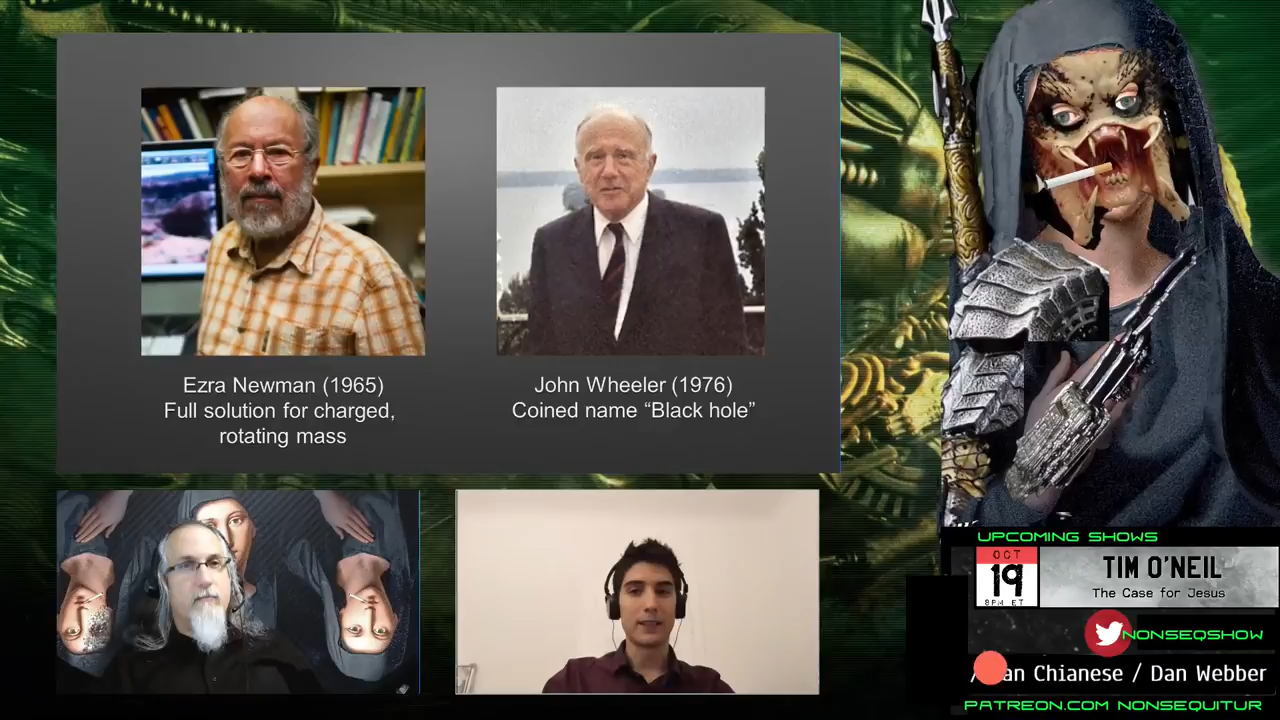 Ezra Newman (1965)
Full solution for charged,
rotating mass
John Wheeler (1976)
Coined name “Black hole”
UPCOMING SHOWS
OCT
19
8PM ET
TIM O'NEIL
The Case for Jesus
NONSEQSHOW
Chianese / Dan Webber
PATREON.COM NONSEQUITUR